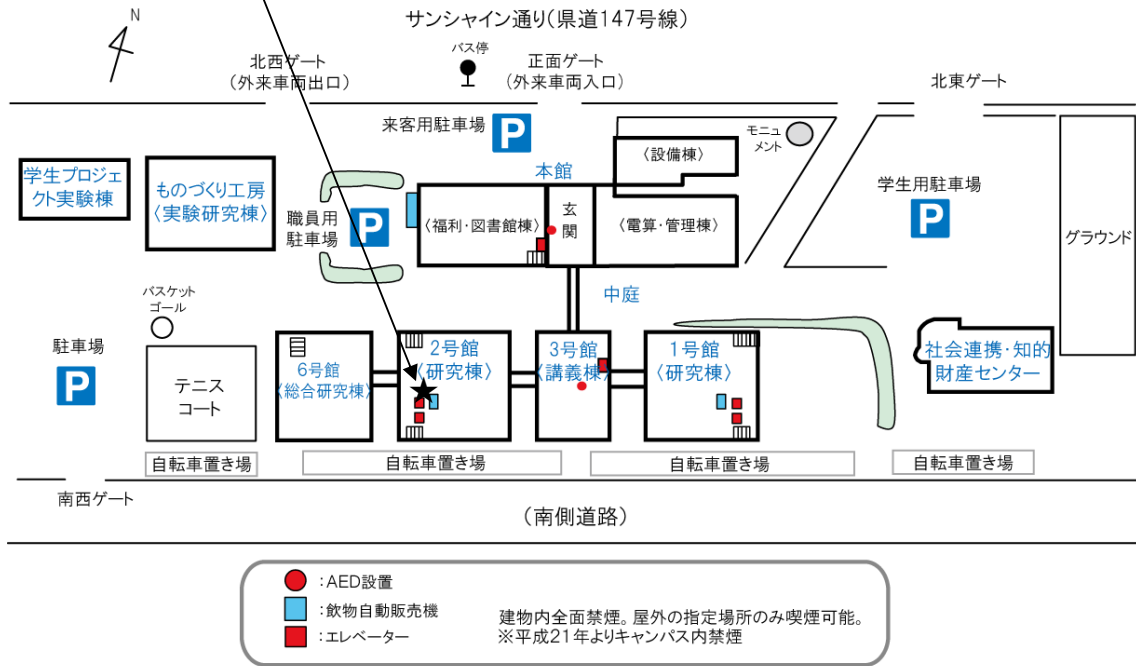 サンシャイン通り(県道147号線)
N
北西ゲート
(外来車両出口)
バス停
正面ゲート
(外来車両入口)
北東ゲート
来客用駐車場
P
モニュ
メント
〈設備棟〉
本館
学生プロジェ
クト実験棟
ものづくり工房
〈実験研究棟〉
職員用
駐車場
P
〈福利・図書館棟〉
玄
関
〈電算・管理棟〉
学生用駐車場
P
グラウンド
中庭
バスケット
ゴール
駐車場
P
テニス
コート
6号館
〈総合研究棟〉
2号館
〈研究棟〉
3号館
〈講義棟〉
1号館
〈研究棟〉
社会連携・知的
財産センター
自転車置き場
自転車置き場
自転車置き場
自転車置き場
南西ゲート
(南側道路)
:AED設置
:飲物自動販売機
:エレベーター
建物内全面禁煙。屋外の指定場所のみ喫煙可能。
※平成21年よりキャンパス内禁煙